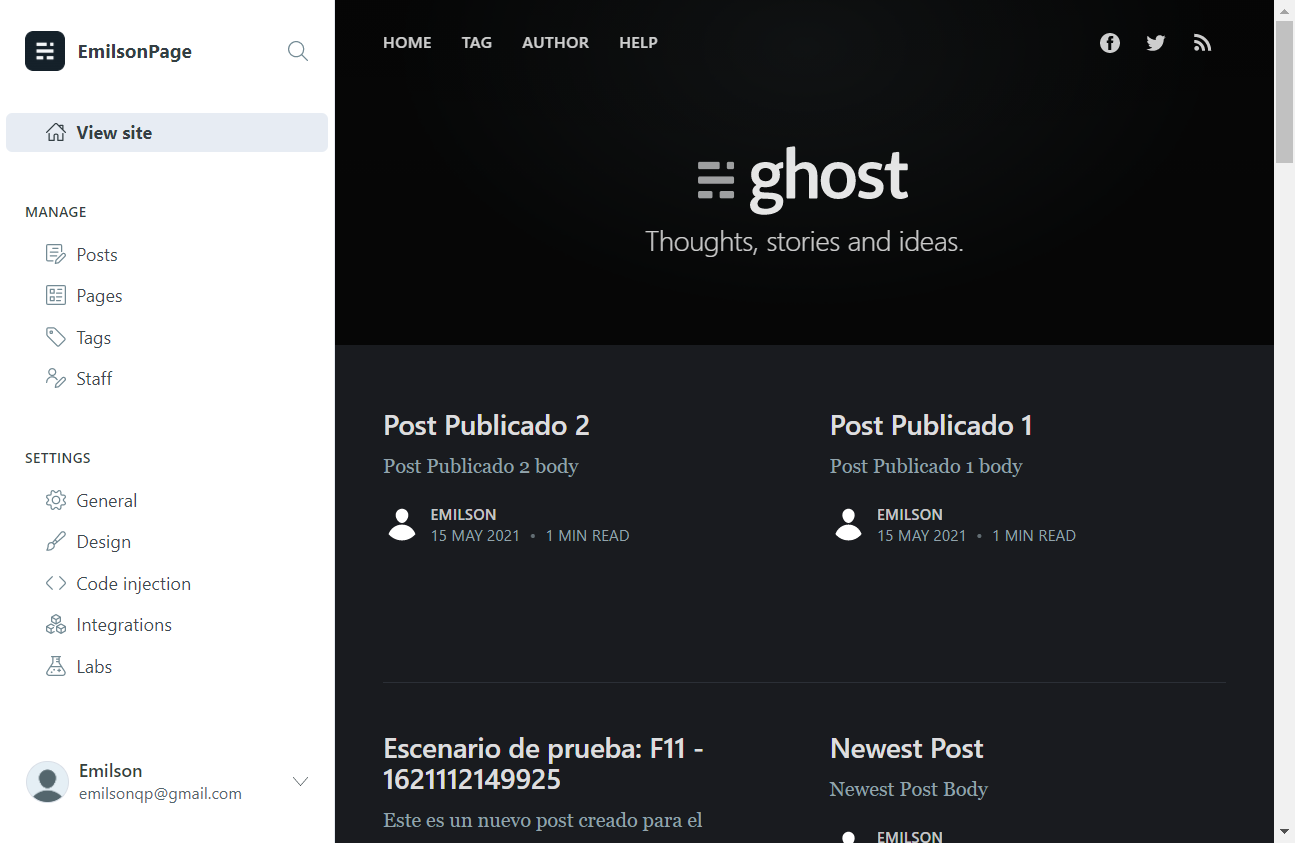 EmilsonPage
View site
MANAGE
Posts
Pages
Tags
Staff
SETTINGS
General
Design
Code injection
Integrations
Labs
Emilson
emilsonqp@gmail.com
HOME TAG AUTHOR HELP
ghost
Thoughts, stories and ideas.
Post Publicado 2
Post Publicado 2 body
EMILSON
15 MAY 2021 • 1 MIN READ
Post Publicado 1
Post Publicado 1 body
EMILSON
15 MAY 2021 • 1 MIN READ
Escenario de prueba: F11 -
1621112149925
Este es un nuevo post creado para el
Newest Post
Newest Post Body
EMILSON